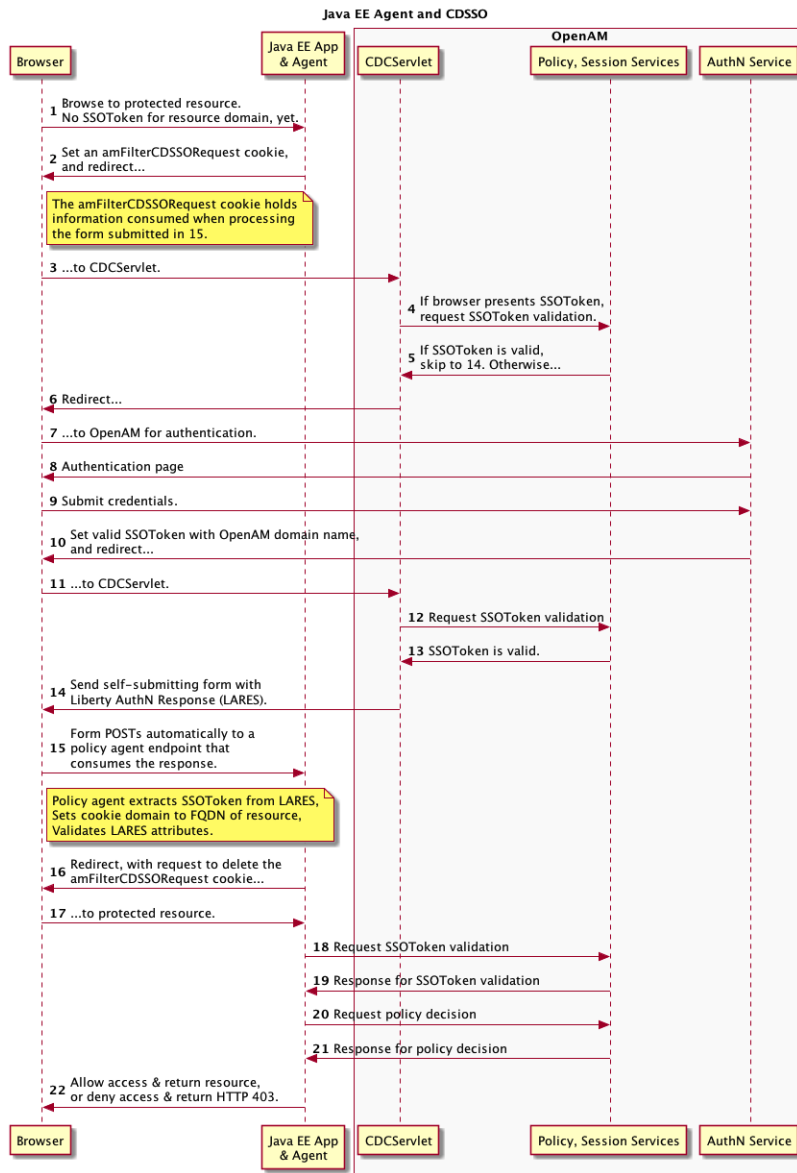 Java EE Agent and CDSSO
OpenAM
Browser
Java EE App
& Agent
CDCServlet
Policy, Session Services
AuthN Service
1 Browse to protected resource.
No SSOToken for resource domain, yet.
2 Set an amFilterCDSSORequest cookie,
and redirect...
The amFilterCDSSORequest cookie holds
information consumed when processing
the form submitted in 15.
3 ...to CDCServlet.
4 If browser presents SSOToken,
request SSOToken validation.
5 If SSOToken is valid,
skip to 14. Otherwise...
6 Redirect...
7 ...to OpenAM for authentication.
8 Authentication page
9 Submit credentials.
10 Set valid SSOToken with OpenAM domain name,
and redirect...
11 ...to CDCServlet.
12 Request SSOToken validation
13 SSOToken is valid.
14 Send self-submitting form with
Liberty AuthN Response (LARES).
15 Form POSTs automatically to a
policy agent endpoint that
consumes the response.
Policy agent extracts SSOToken from LARES,
Sets cookie domain to FQDN of resource,
Validates LARES attributes.
16 Redirect, with request to delete the
amFilterCDSSORequest cookie...
17 ...to protected resource.
18 Request SSOToken validation
19 Response for SSOToken validation
20 Request policy decision
21 Response for policy decision
22 Allow access & return resource,
or deny access & return HTTP 403.
Browser
Java EE App
& Agent
CDCServlet
Policy, Session Services
AuthN Service